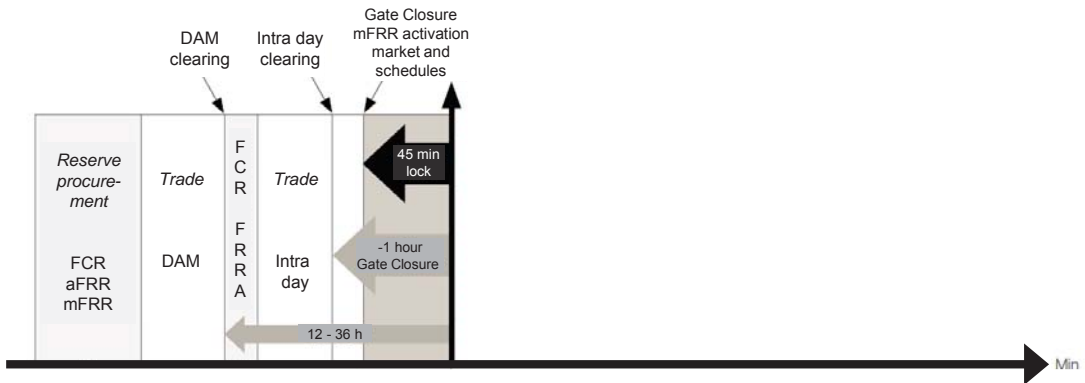 Gate Closure
mFRR activation
market and
schedules
DAM
clearing
Intra day
clearing
Reserve
procure-
ment
FCR
aFRR
mFRR
Trade
DAM
F
C
R
F
R
R
A
Trade
Intra
day
45 min
lock
-1 hour
Gate Closure
12 - 36 h
Min